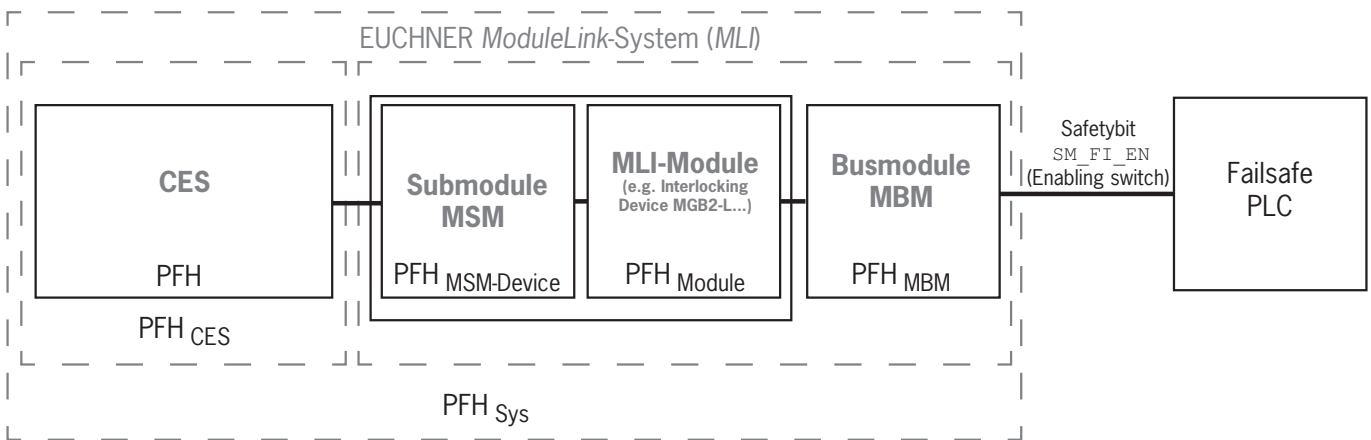 EUCHNER ModuleLink-System (MLI)
CES
PFH
PFH CES
Submodule
MSM
PFH MSM-Device
MLI-Module
(e.g. Interlocking
Device MGB2-L...)
PFH Module
Busmodule
MBM
PFH MBM
PFH Sys
Safetybit
SM_FI_EN
(Enabling switch)
Failsafe
PLC